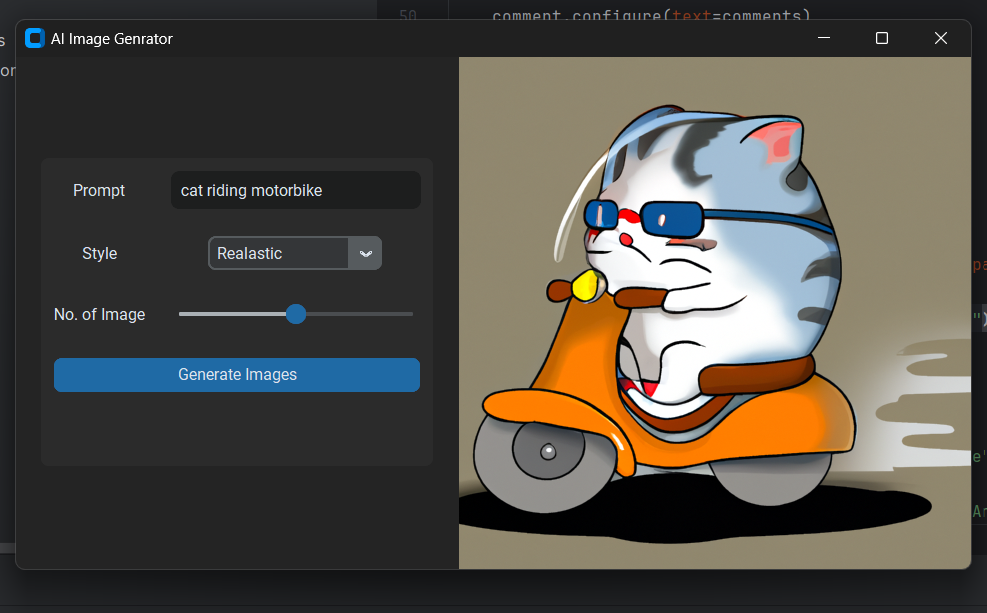 50 comment.configure(text=comments)
AI Image Genrator
Prompt cat riding motorbike
Style Realastic
No. of Image
Generate Images